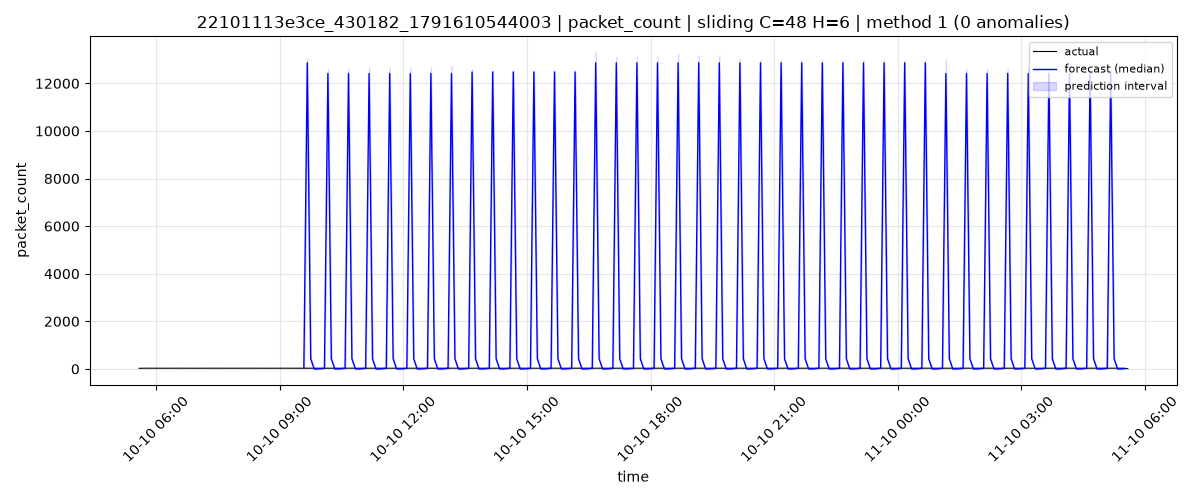 22101113e3ce_430182_1791610544003 | packet_count | sliding C=48 H=6 | method 1 (0 anomalies)
actual
forecast (median)
prediction interval
packet_count
12000
10000
8000
6000
4000
2000
0
10-10 06:00
10-10 09:00
10-10 12:00
10-10 15:00
10-10 18:00
10-10 21:00
11-10 00:00
11-10 03:00
11-10 06:00
time